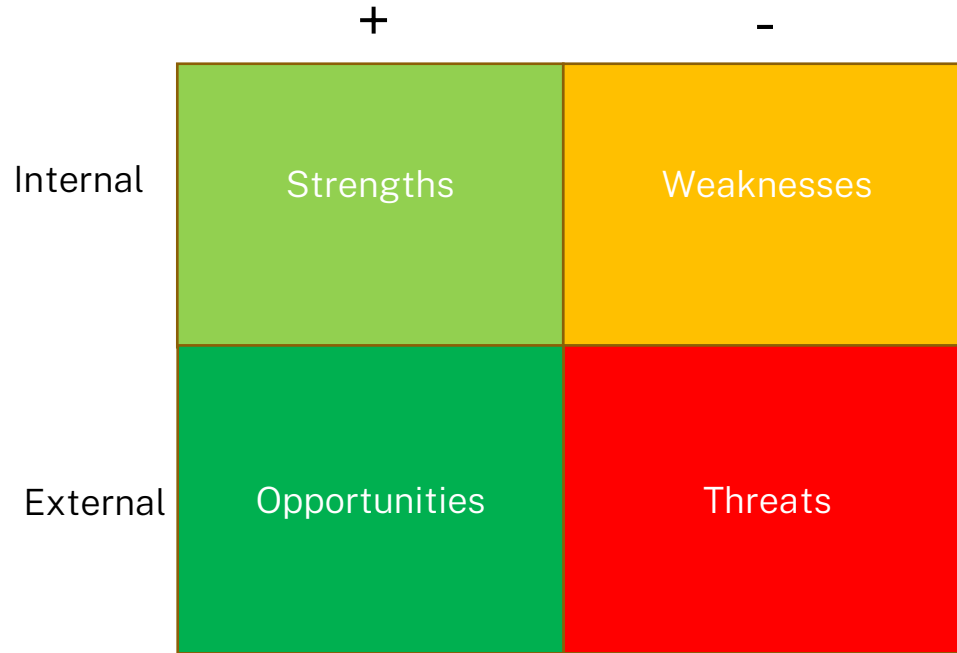 + -
Internal Strengths Weaknesses
External Opportunities Threats